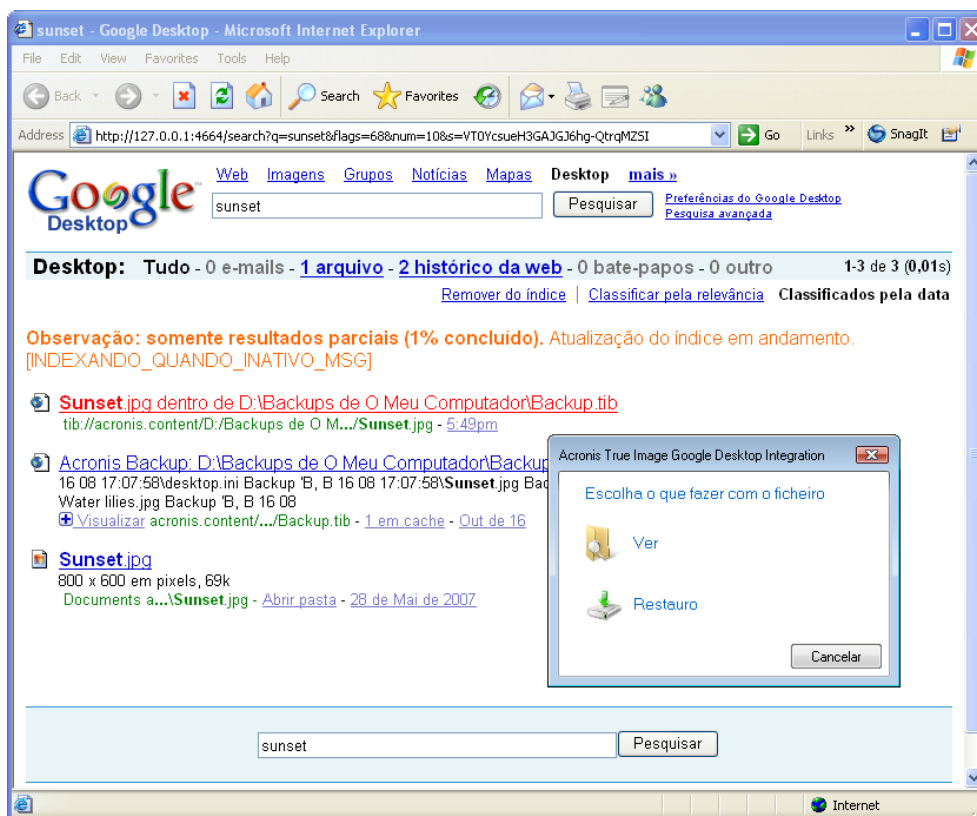 sunset - Google Desktop - Microsoft Internet Explorer
File Edit View Favorites Tools Help
Back Search Favorites
Address http://127.0.0.1:4664/search?q=sunset&flags=68&num=10&s=VT0YcsueH3GAJGJ6hg-QtrqMZSI Go Links » SnagIt
Google™ Desktop
Web Imagens Grupos Notícias Mapas Desktop mais »
sunset Pesquisar Preferências do Google Desktop
Pesquisa avançada
Desktop: Tudo - 0 e-mails - 1 arquivo - 2 histórico da web - 0 bate-papos - 0 outro 1-3 de 3 (0,01s)
Remover do índice | Classificar pela relevância Classificados pela data
Observação: somente resultados parciais (1% concluído). Atualização do índice em andamento.
[INDEXANDO_QUANDO_INATIVO_MSG]
Sunset.jpg dentro de D:\Backups de O Meu Computador\Backup.tib
tib://acronis.content/D:/Backups de O M.../Sunset.jpg - 5:49pm
Acronis Backup: D:\Backups de O Meu Computador\Backup
16 08 17:07:58\desktop.ini Backup 'B, B 16 08 17:07:58\Sunset.jpg Bac
Water lilies.jpg Backup 'B, B 16 08
Visualizar acronis.content/.../Backup.tib - 1 em cache - Out de 16
Sunset.jpg
800 x 600 em pixels, 69k
Documents a...\Sunset.jpg - Abrir pasta - 28 de Mai de 2007
Acronis True Image Google Desktop Integration
Escolha o que fazer com o ficheiro
Ver
Restauro
Cancelar
sunset Pesquisar
Internet